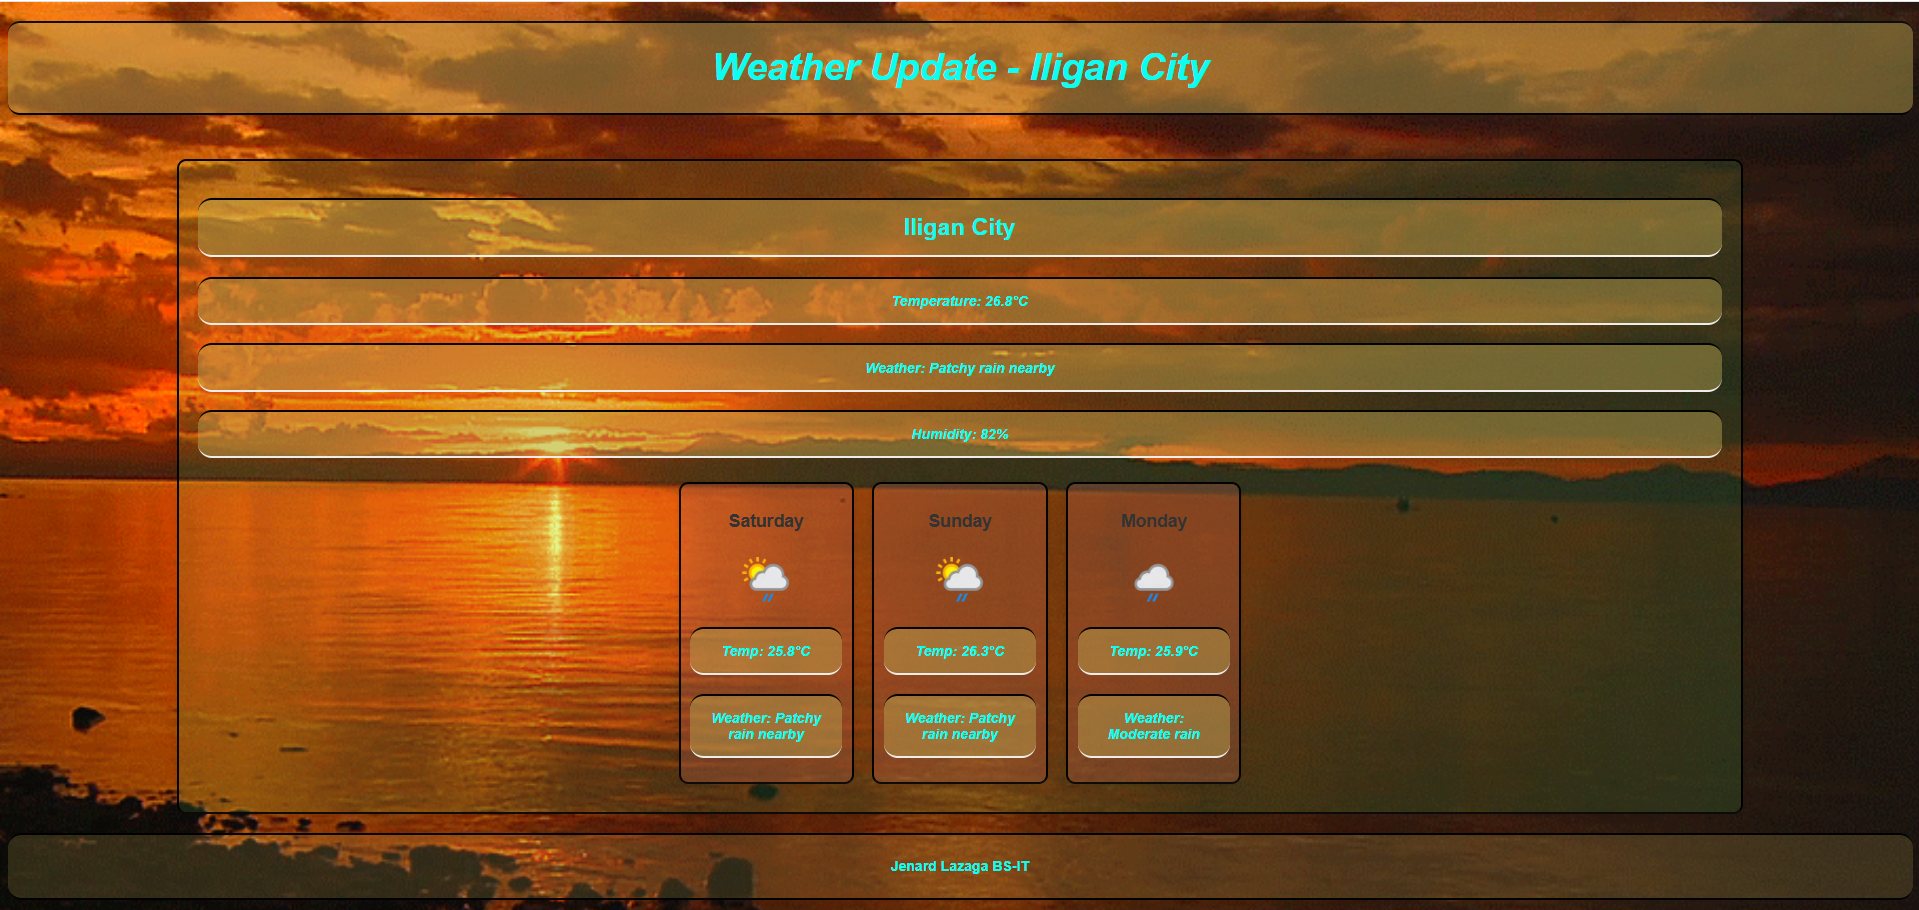 Weather Update - Iligan City
Iligan City
Temperature: 26.8°C
Weather: Patchy rain nearby
Humidity: 82%
Saturday
Temp: 25.8°C
Weather: Patchy
rain nearby
Sunday
Temp: 26.3°C
Weather: Patchy
rain nearby
Monday
Temp: 25.9°C
Weather:
Moderate rain
Jenard Lazaga BS-IT